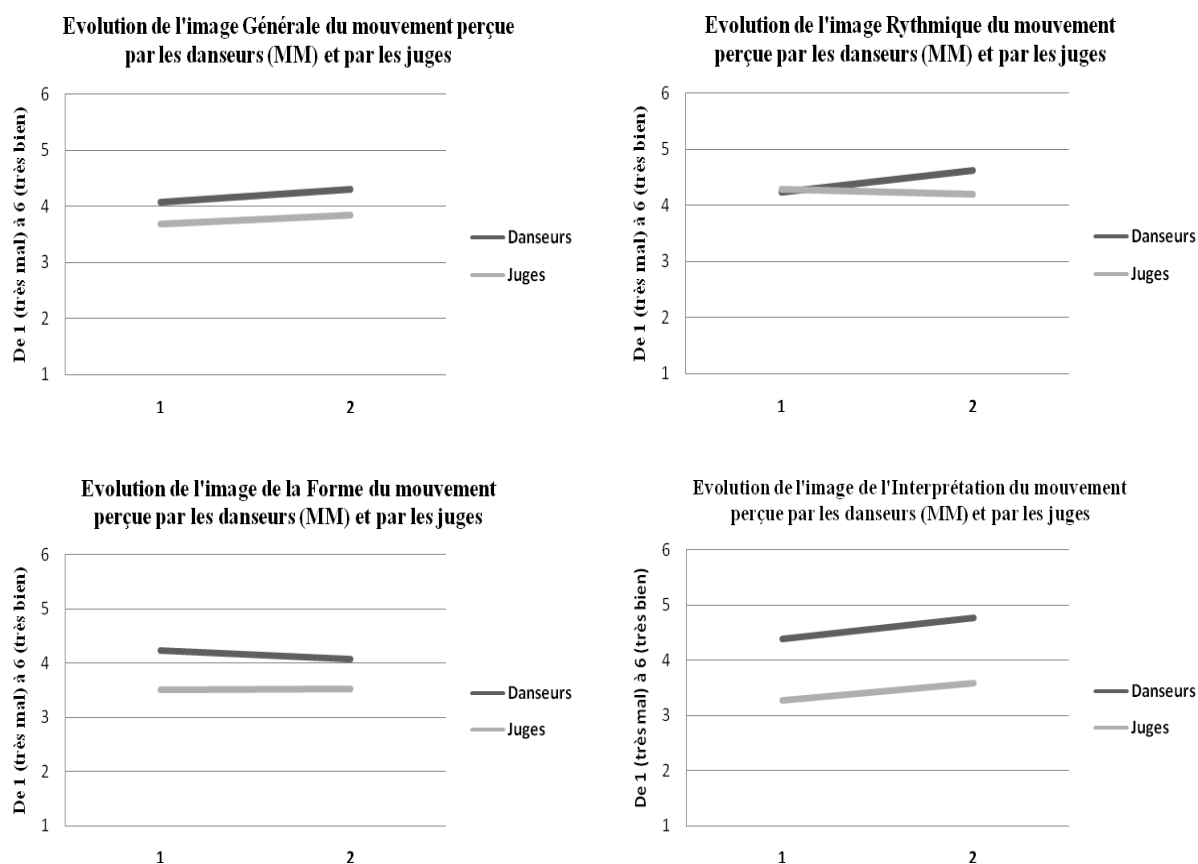 Evolution de l'image Générale du mouvement perçue
par les danseurs (MM) et par les juges
De 1 (très mal) à 6 (très bien)
6
5
4
3
2
1
1
2
Danseurs
Juges
Evolution de l'image Rythmique du mouvement
perçue par les danseurs (MM) et par les juges
De 1 (très mal) à 6 (très bien)
6
5
4
3
2
1
1
2
Danseurs
Juges
Evolution de l'image de la Forme du mouvement
perçue par les danseurs (MM) et par les juges
De 1 (très mal) à 6 (très bien)
6
5
4
3
2
1
1
2
Danseurs
Juges
Evolution de l'image de l'Interprétation du mouvement
perçue par les danseurs (MM) et par les juges
De 1 (très mal) à 6 (très bien)
6
5
4
3
2
1
1
2
Danseurs
Juges